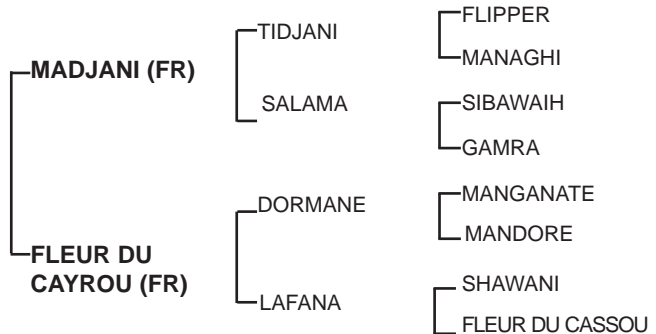 MADJANI (FR)
TIDJANI
FLIPPER
MANAGHI
SALAMA
SIBAWAIH
GAMRA
FLEUR DU
CAYROU (FR)
DORMANE
MANGANATE
MANDORE
LAFANA
SHAWANI
FLEUR DU CASSOU